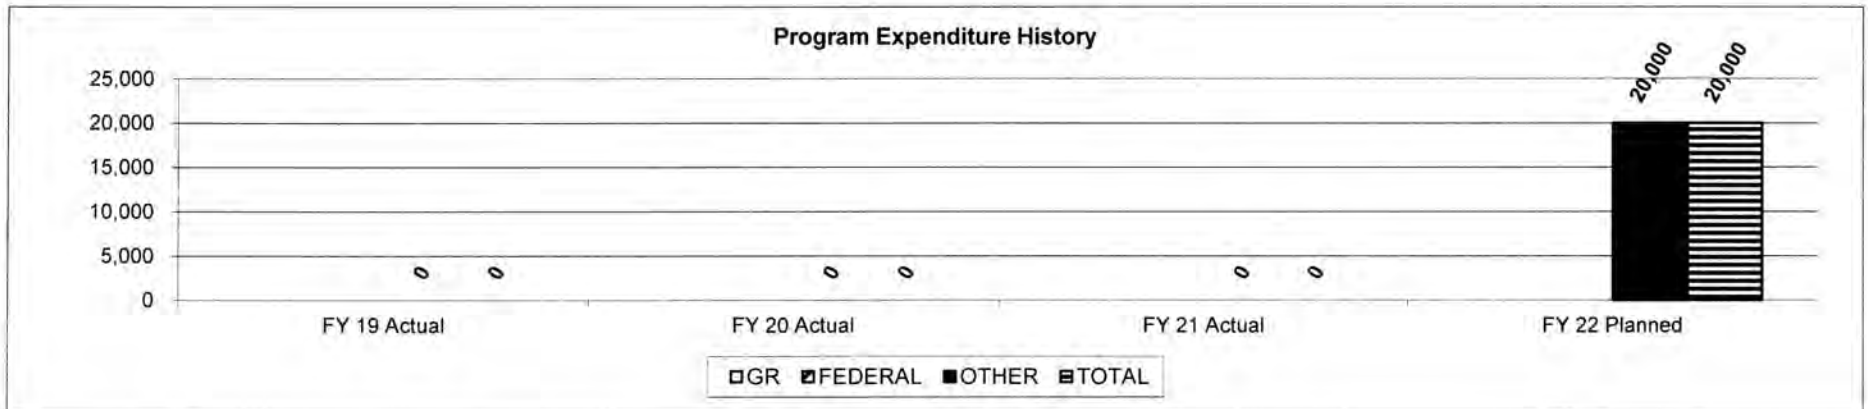 Program Expenditure History
20,000 20,000
25,000
20,000
15,000
10,000
5,000
0
0 0 0 0 0 0
FY 19 Actual FY 20 Actual FY 21 Actual FY 22 Planned
GR FEDERAL OTHER TOTAL